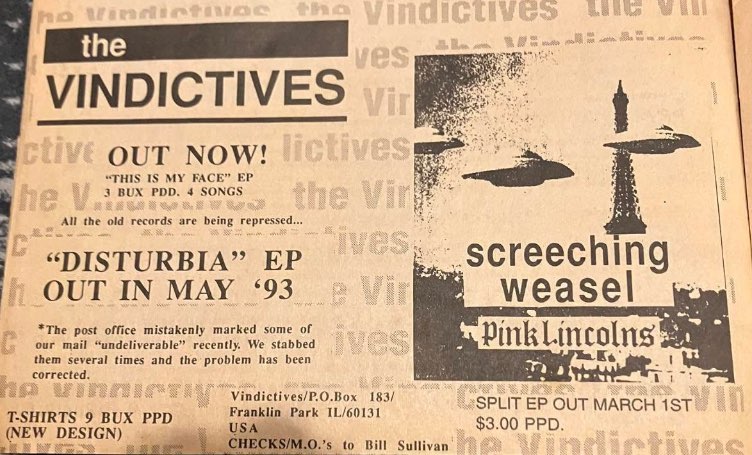 the
VINDICTIVES
OUT NOW!
"THIS IS MY FACE" EP
3 BUX PDD. 4 SONGS
All the old records are being repressed...
"DISTURBIA" EP
OUT IN MAY '93
*The post office mistakenly marked some of
our mail "undeliverable" recently. We stabbed
them several times and the problem has been
corrected.
T-SHIRTS 9 BUX PPD
(NEW DESIGN)
Vindictives/P.O.Box 183/
Franklin Park IL/60131
USA
CHECKS/M.O.'s to Bill Sullivan
screeching
weasel
Pink Lincolns
SPLIT EP OUT MARCH 1ST
$3.00 PPD.